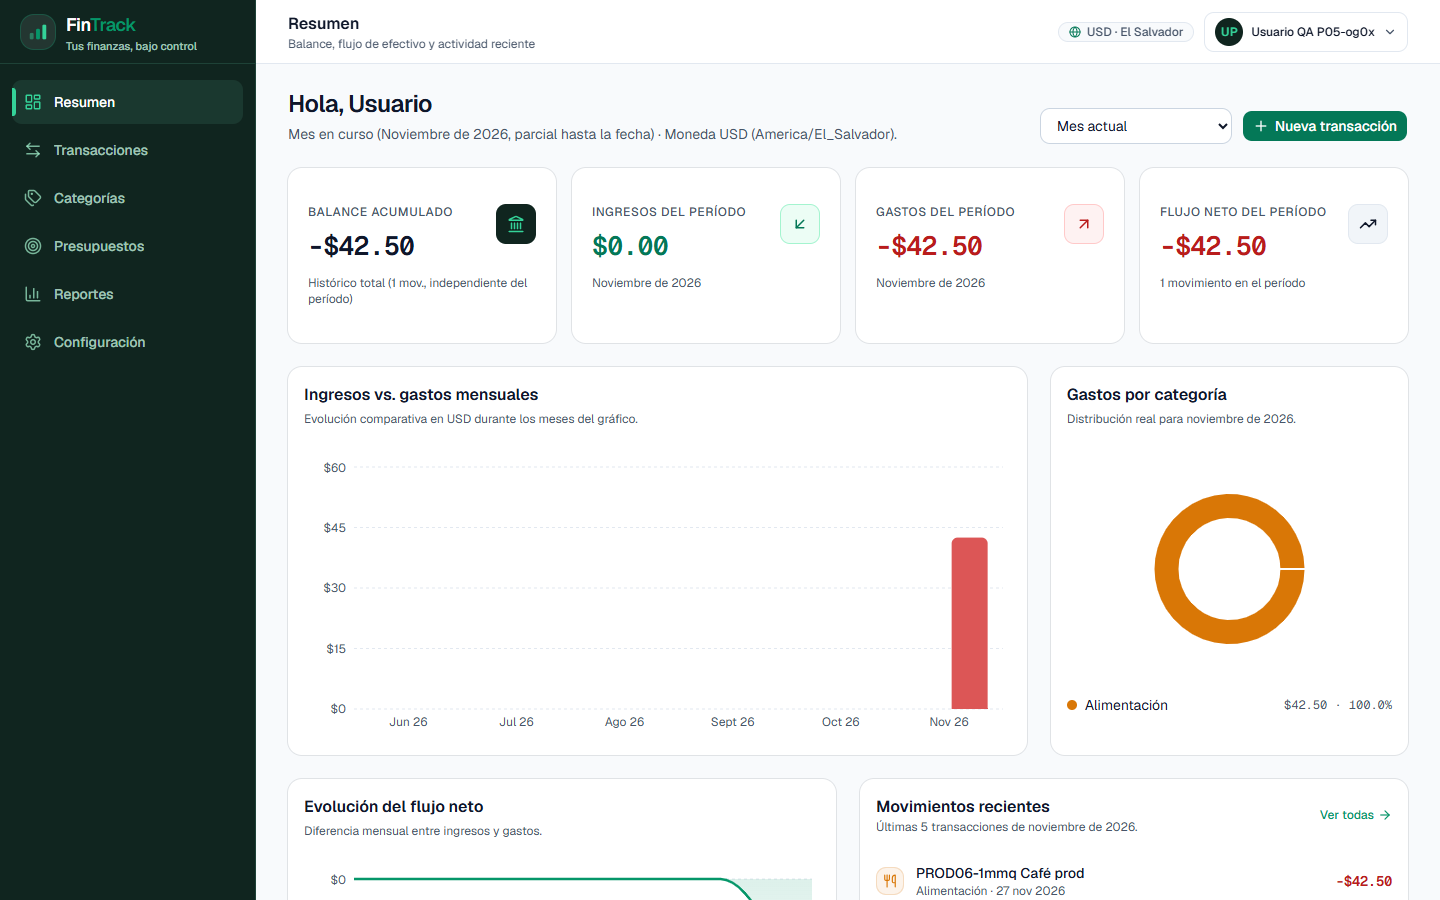 FinTrack
Tus finanzas, bajo control
Resumen
Transacciones
Categorías
Presupuestos
Reportes
Configuración
Resumen
Balance, flujo de efectivo y actividad reciente
USD · El Salvador
UP
Usuario QA P05-og0x
Hola, Usuario
Mes en curso (Noviembre de 2026, parcial hasta la fecha) · Moneda USD (America/El_Salvador).
Mes actual
Nueva transacción
BALANCE ACUMULADO
-$42.50
Histórico total (1 mov., independiente del
período)
INGRESOS DEL PERÍODO
$0.00
Noviembre de 2026
GASTOS DEL PERÍODO
-$42.50
Noviembre de 2026
FLUJO NETO DEL PERÍODO
-$42.50
1 movimiento en el período
Ingresos vs. gastos mensuales
Evolución comparativa en USD durante los meses del gráfico.
$60
$45
$30
$15
$0
Jun 26
Jul 26
Ago 26
Sept 26
Oct 26
Nov 26
Gastos por categoría
Distribución real para noviembre de 2026.
Alimentación
$42.50 · 100.0%
Evolución del flujo neto
Diferencia mensual entre ingresos y gastos.
$0
Movimientos recientes
Últimas 5 transacciones de noviembre de 2026.
Ver todas
PROD06-1mmq Café prod
Alimentación · 27 nov 2026
-$42.50